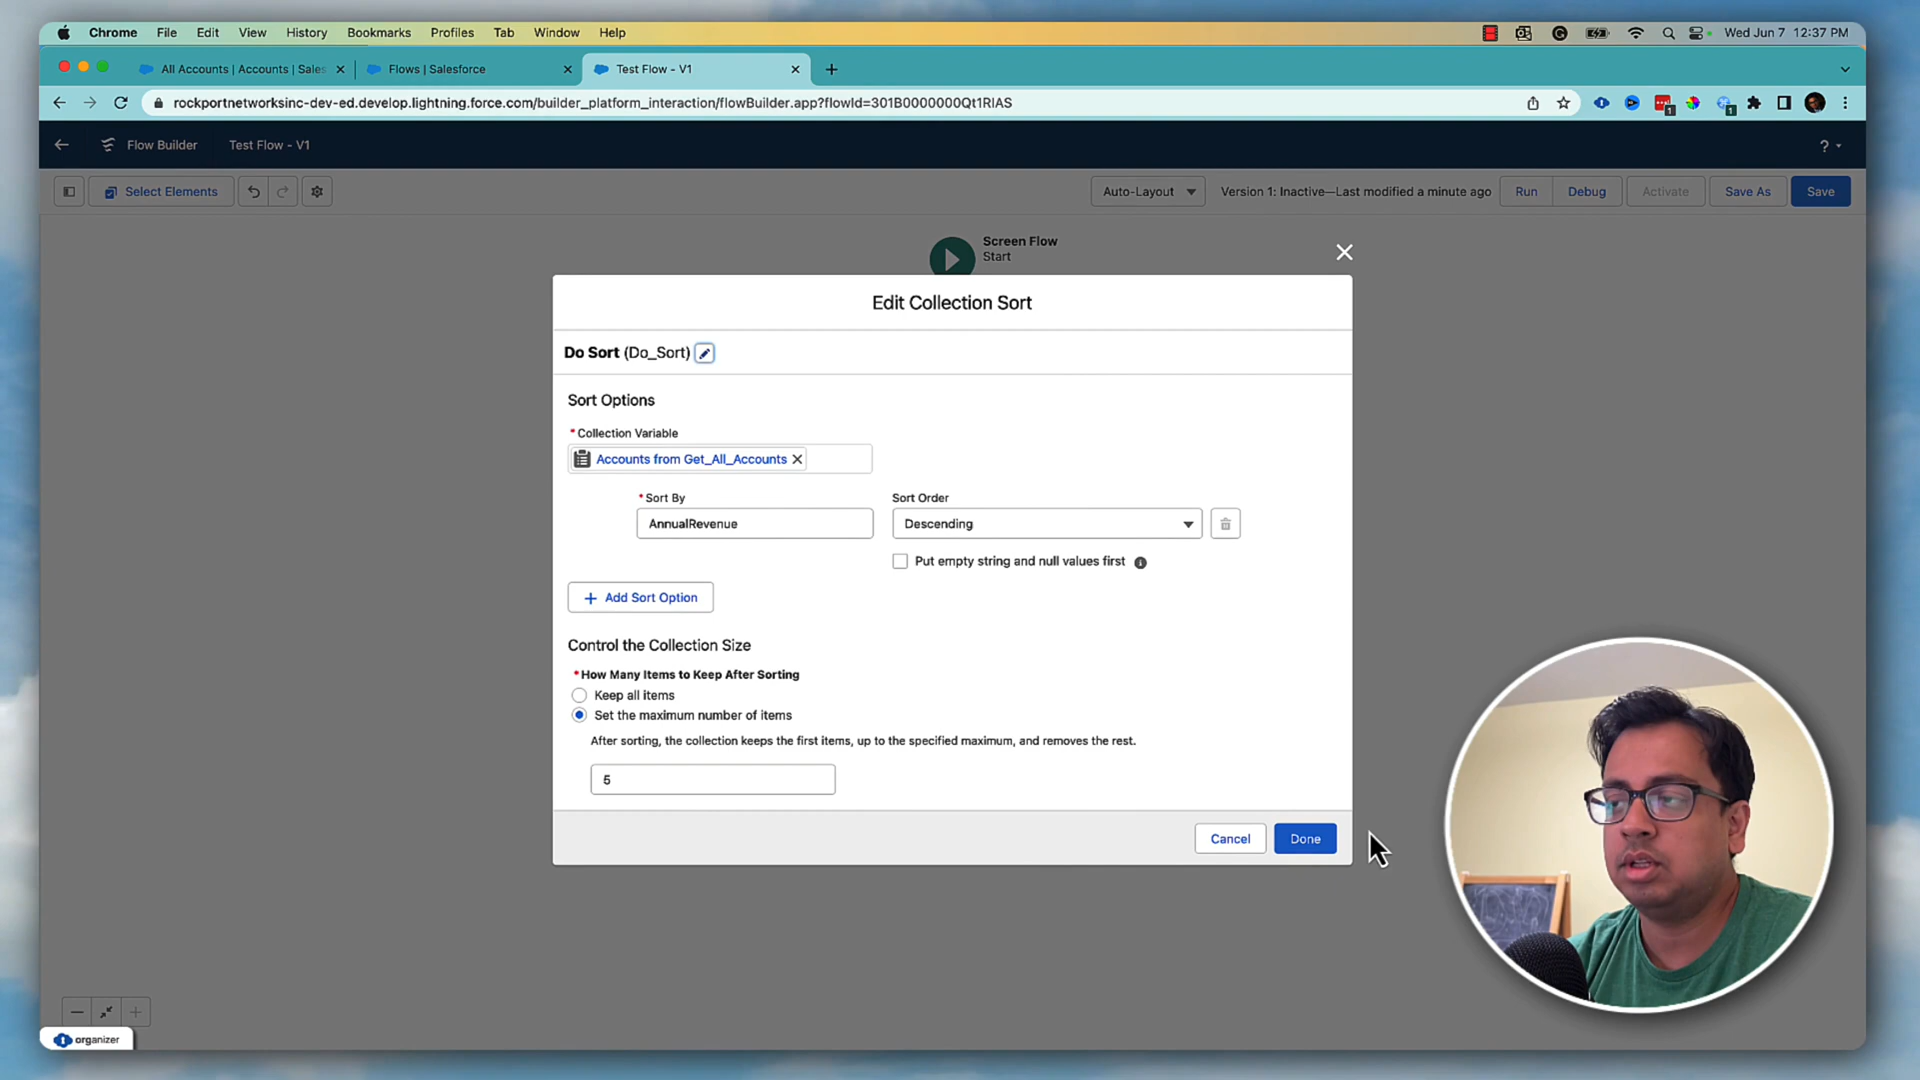 Chrome File Edit View History Bookmarks Profiles Tab Window Help Wed Jun 7 12:37 PM
All Accounts | Accounts | Sales Flows | Salesforce Test Flow - V1
rockportnetworksinc-dev-ed.develop.lightning.force.com/builder_platform_interaction/flowBuilder.app?flowId=301B0000000Qt1RIAS
Flow Builder Test Flow - V1 ?
Select Elements Auto-Layout Version 1: Inactive—Last modified a minute ago Run Debug Activate Save As Save
Screen Flow
Start
Edit Collection Sort
Do Sort (Do_Sort)
Sort Options
* Collection Variable
Accounts from Get_All_Accounts
* Sort By Sort Order
AnnualRevenue Descending
Put empty string and null values first
+ Add Sort Option
Control the Collection Size
* How Many Items to Keep After Sorting
Keep all items
Set the maximum number of items
After sorting, the collection keeps the first items, up to the specified maximum, and removes the rest.
5
Cancel Done
organizer